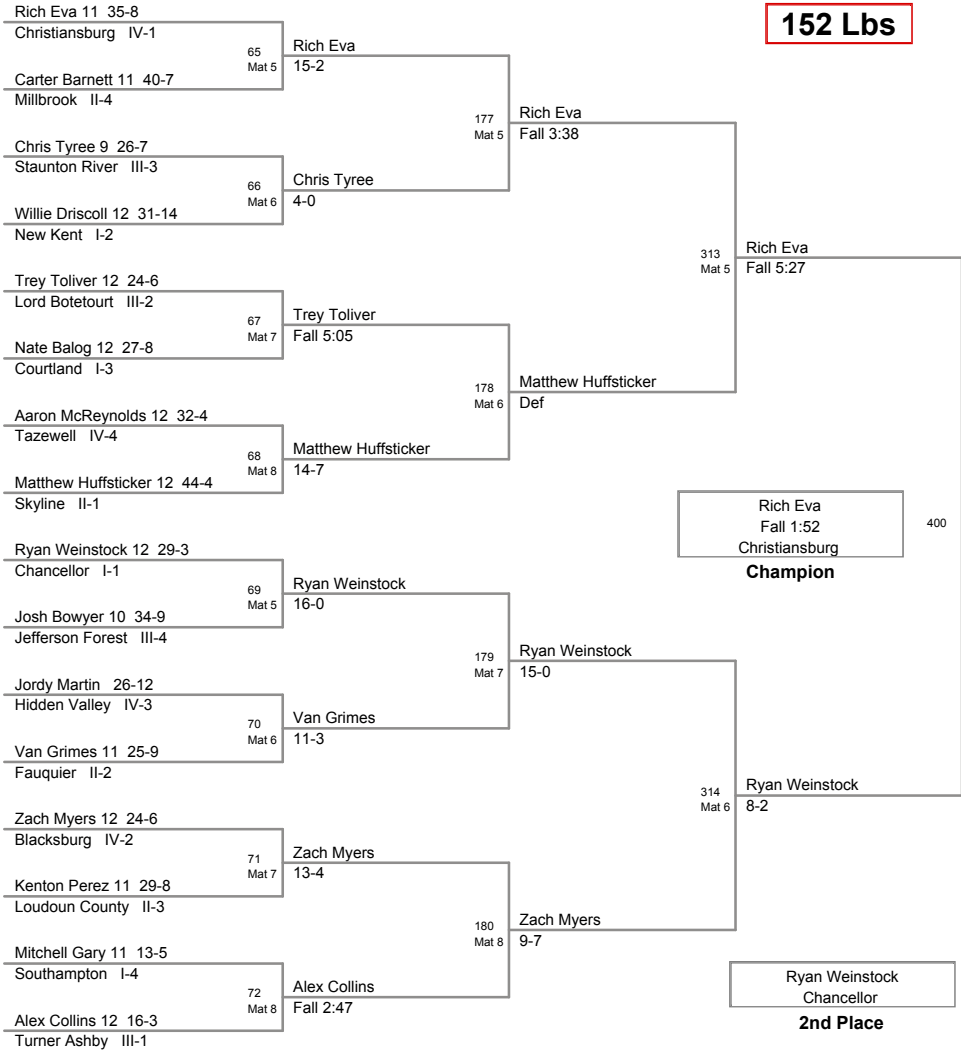 152 Lbs
Rich Eva 11 35-8
Christiansburg IV-1
Carter Barnett 11 40-7
Millbrook II-4
Chris Tyree 9 26-7
Staunton River III-3
Willie Driscoll 12 31-14
New Kent I-2
Trey Toliver 12 24-6
Lord Botetourt III-2
Nate Balog 12 27-8
Courtland I-3
Aaron McReynolds 12 32-4
Tazewell IV-4
Matthew Huffsticker 12 44-4
Skyline II-1
Ryan Weinstock 12 29-3
Chancellor I-1
Josh Bowyer 10 34-9
Jefferson Forest III-4
Jordy Martin 26-12
Hidden Valley IV-3
Van Grimes 11 25-9
Fauquier II-2
Zach Myers 12 24-6
Blacksburg IV-2
Kenton Perez 11 29-8
Loudoun County II-3
Mitchell Gary 11 13-5
Southampton I-4
Alex Collins 12 16-3
Turner Ashby III-1
65
Mat 5
Rich Eva
15-2
66
Mat 6
Chris Tyree
4-0
67
Mat 7
Trey Toliver
Fall 5:05
68
Mat 8
Matthew Huffsticker
14-7
69
Mat 5
Ryan Weinstock
16-0
70
Mat 6
Van Grimes
11-3
71
Mat 7
Zach Myers
13-4
72
Mat 8
Alex Collins
Fall 2:47
177
Mat 5
Rich Eva
Fall 3:38
178
Mat 6
Matthew Huffsticker
Def
179
Mat 7
Ryan Weinstock
15-0
180
Mat 8
Zach Myers
9-7
313
Mat 5
Rich Eva
Fall 5:27
314
Mat 6
Ryan Weinstock
8-2
400
Rich Eva
Fall 1:52
Christiansburg
Champion
Ryan Weinstock
Chancellor
2nd Place